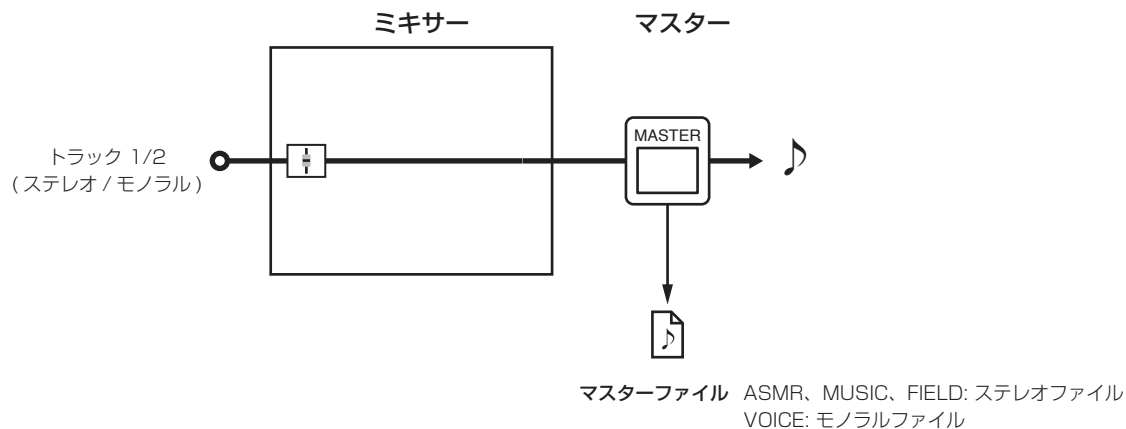 ミキサー
マスター
MASTER
トラック 1/2
( ステレオ / モノラル )
マスターファイル ASMR、MUSIC、FIELD: ステレオファイル
VOICE: モノラルファイル